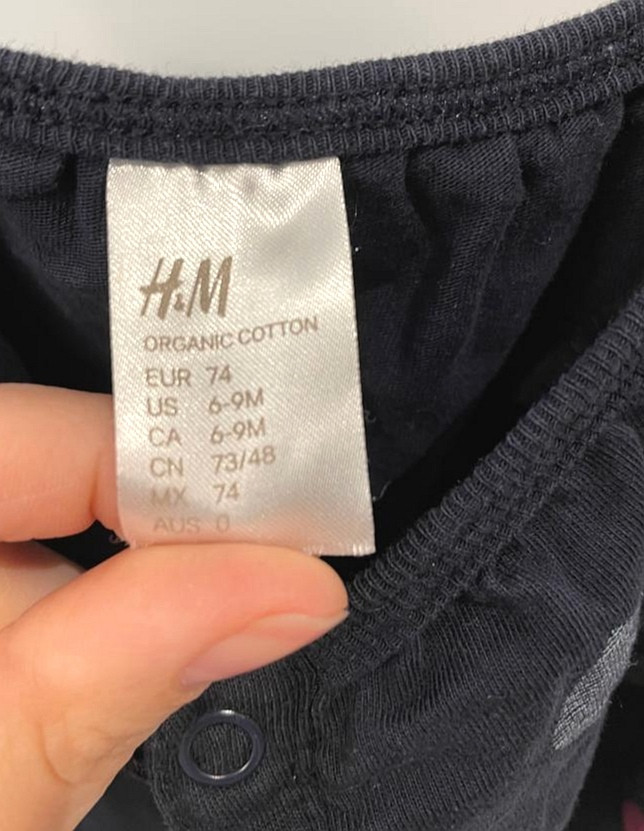 H&M
ORGANIC COTTON
EUR 74
US 6-9M
CA 6-9M
CN 73/48
MX 74
AUS 0